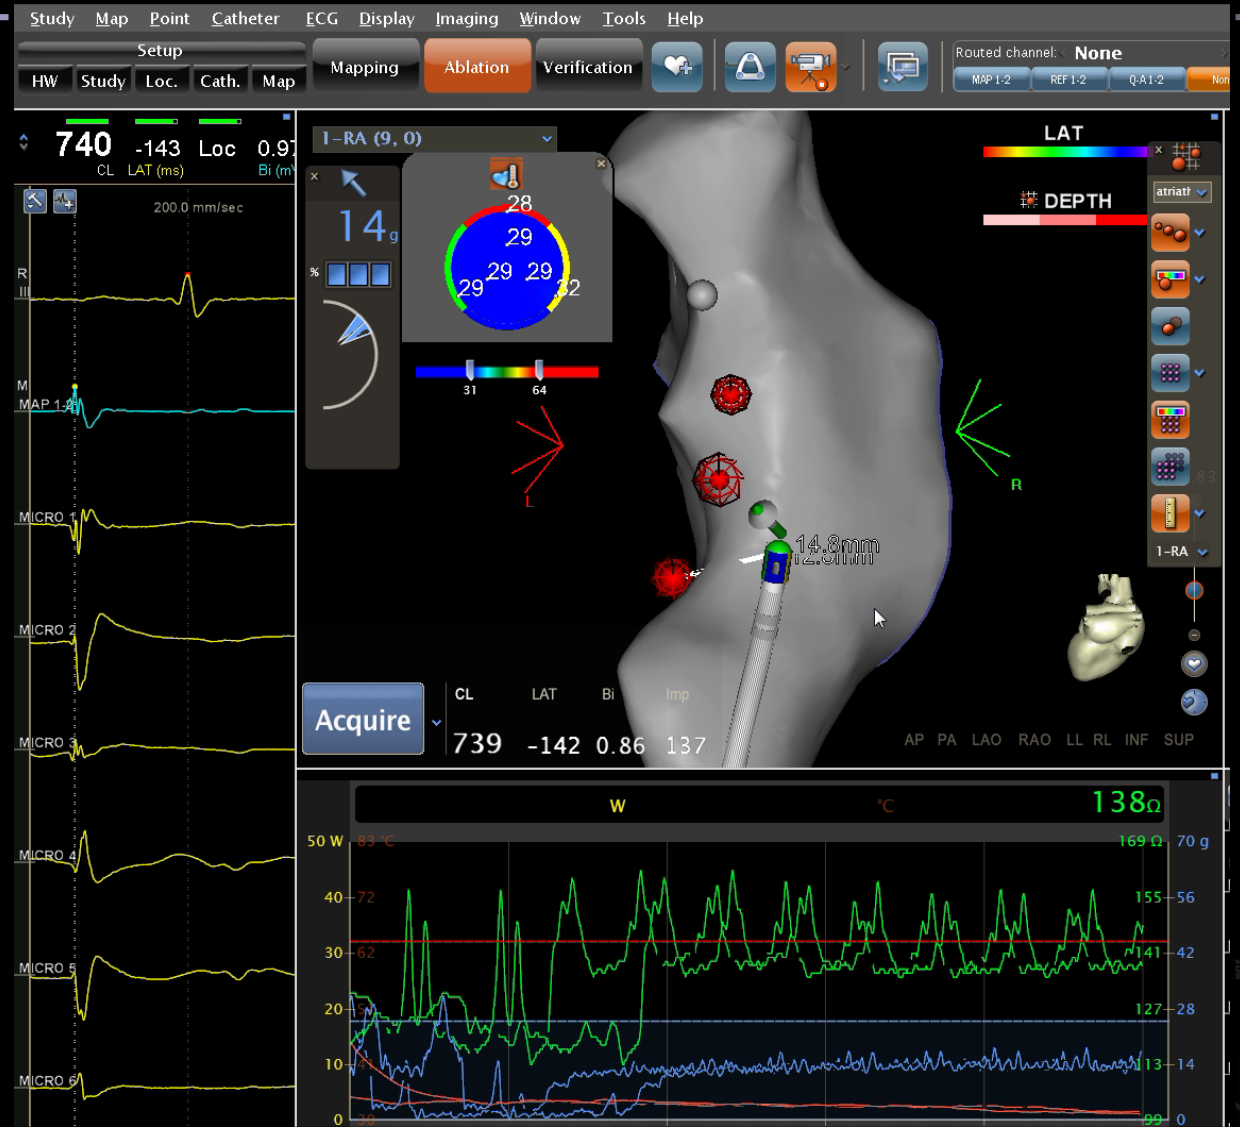 Study Map Point Catheter ECG Display Imaging Window Tools Help
Setup
HW Study Loc. Cath. Map
Mapping Ablation Verification
Routed channel: None
MAP 1-2 REF 1-2 Q-A 1-2 Non
740 -143 Loc 0.97
CL LAT (ms) Bi (mV
200.0 mm/sec
R
III
M
MAP 1-2
MICRO 1
MICRO 2
MICRO 3
MICRO 4
MICRO 5
MICRO 6
1-RA (9, 0)
14g
%
28
29
29 29
29 32
31 64
L
R
LAT
DEPTH
14.8mm
83
1-RA
Acquire
CL LAT Bi Imp
739 -142 0.86 137
AP PA LAO RAO LL RL INF SUP
W °C 138Ω
50 W 83 °C 169 Ω 70 g
40 72 155 56
30 62 141 42
20 127 28
10 113 14
0 30 99 0